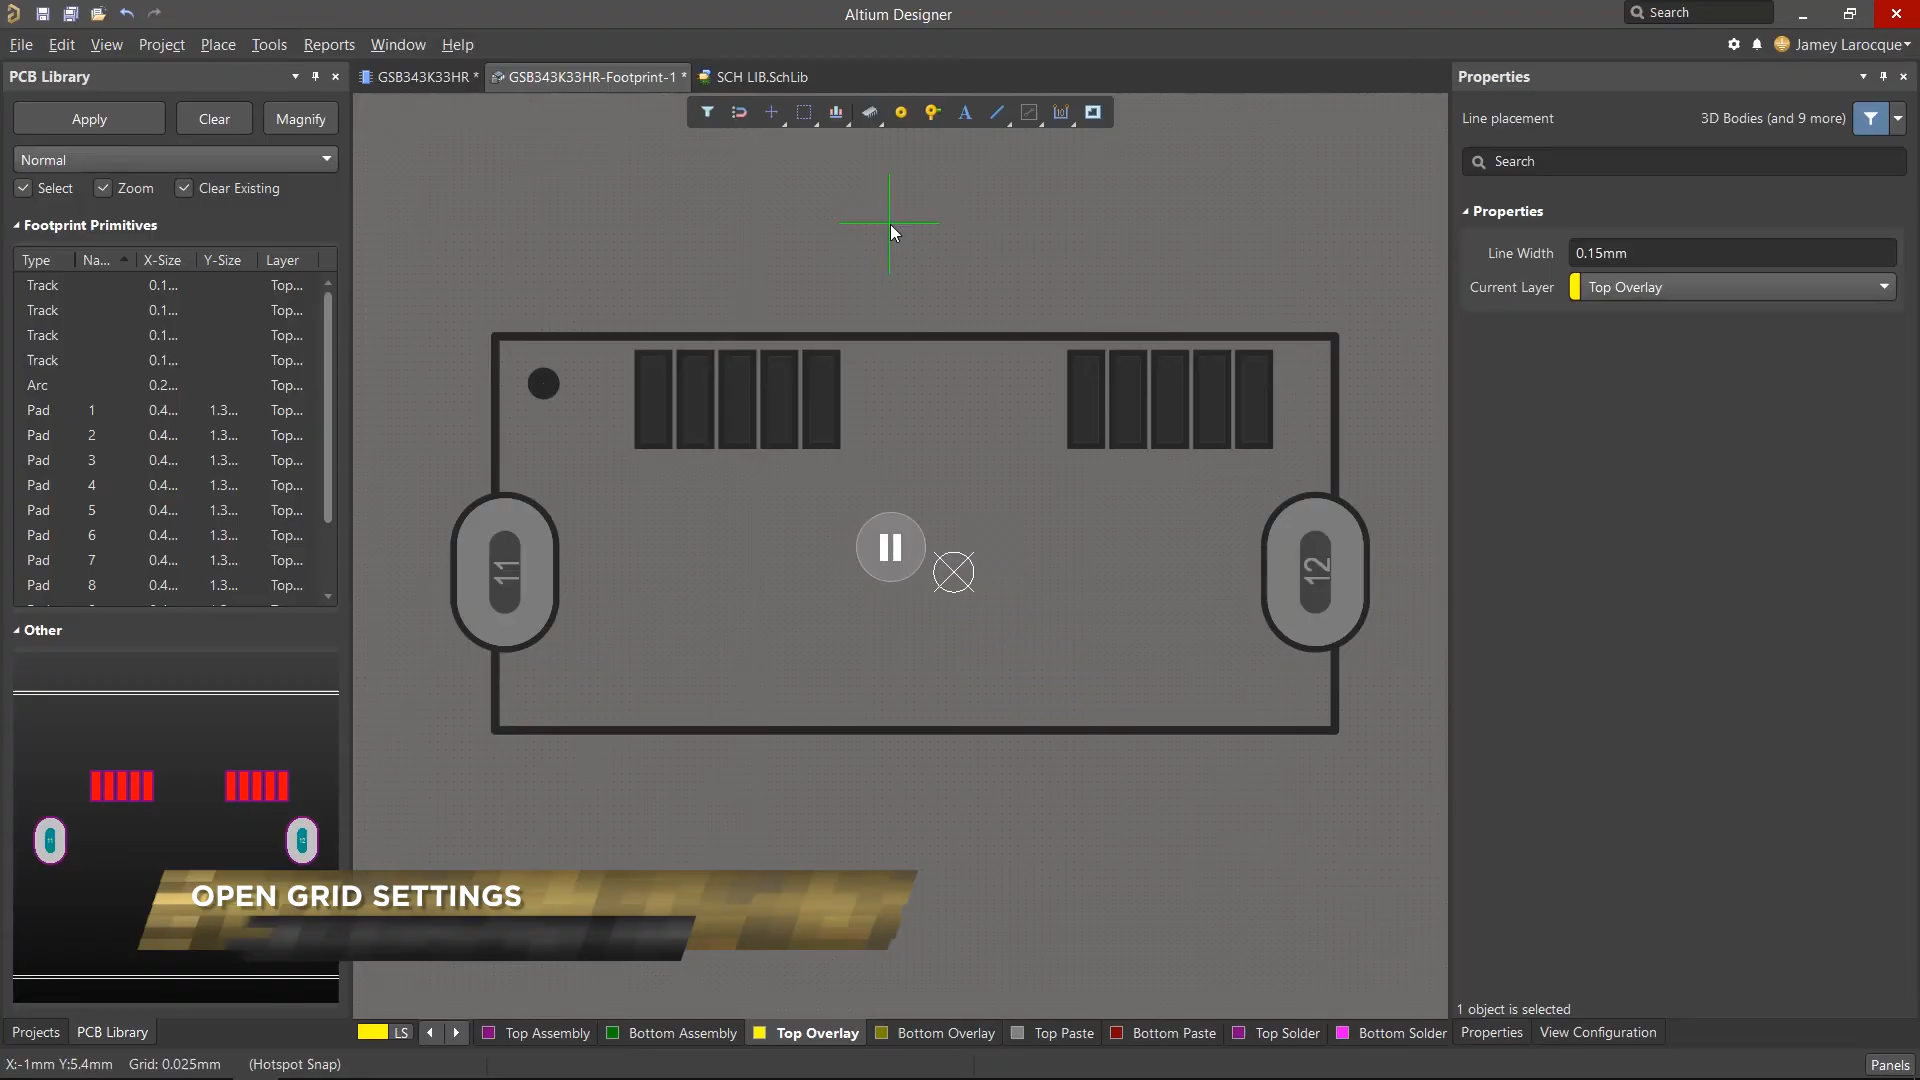 Altium Designer
Search
File Edit View Project Place Tools Reports Window Help
Jamey Larocque
PCB Library
GSB343K33HR *
GSB343K33HR-Footprint-1 *
SCH LIB.SchLib
Properties
Apply Clear Magnify
Line placement
3D Bodies (and 9 more)
Normal
Search
Select Zoom Clear Existing
Footprint Primitives
Properties
Type Na... X-Size Y-Size Layer
Line Width 0.15mm
Current Layer Top Overlay
Track 0.1... Top...
Track 0.1... Top...
Track 0.1... Top...
Track 0.1... Top...
Arc 0.2... Top...
Pad 1 0.4... 1.3... Top...
Pad 2 0.4... 1.3... Top...
Pad 3 0.4... 1.3... Top...
Pad 4 0.4... 1.3... Top...
Pad 5 0.4... 1.3... Top...
Pad 6 0.4... 1.3... Top...
Pad 7 0.4... 1.3... Top...
Pad 8 0.4... 1.3... Top...
11
12
Other
11
12
OPEN GRID SETTINGS
1 object is selected
Projects PCB Library
LS
Top Assembly
Bottom Assembly
Top Overlay
Bottom Overlay
Top Paste
Bottom Paste
Top Solder
Bottom Solder
Properties View Configuration
X:-1mm Y:5.4mm Grid: 0.025mm (Hotspot Snap)
Panels